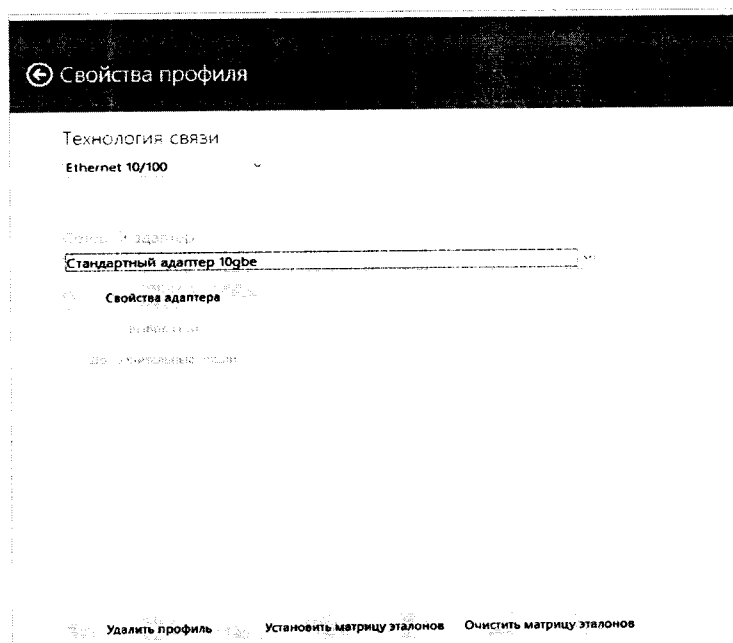 Свойства профиля
Технология связи
Ethernet 10/100
адаптер
Стандартный адаптер 10gbe
Свойства адаптера
Удалить профиль Установить матрицу эталонов Очистить матрицу эталонов